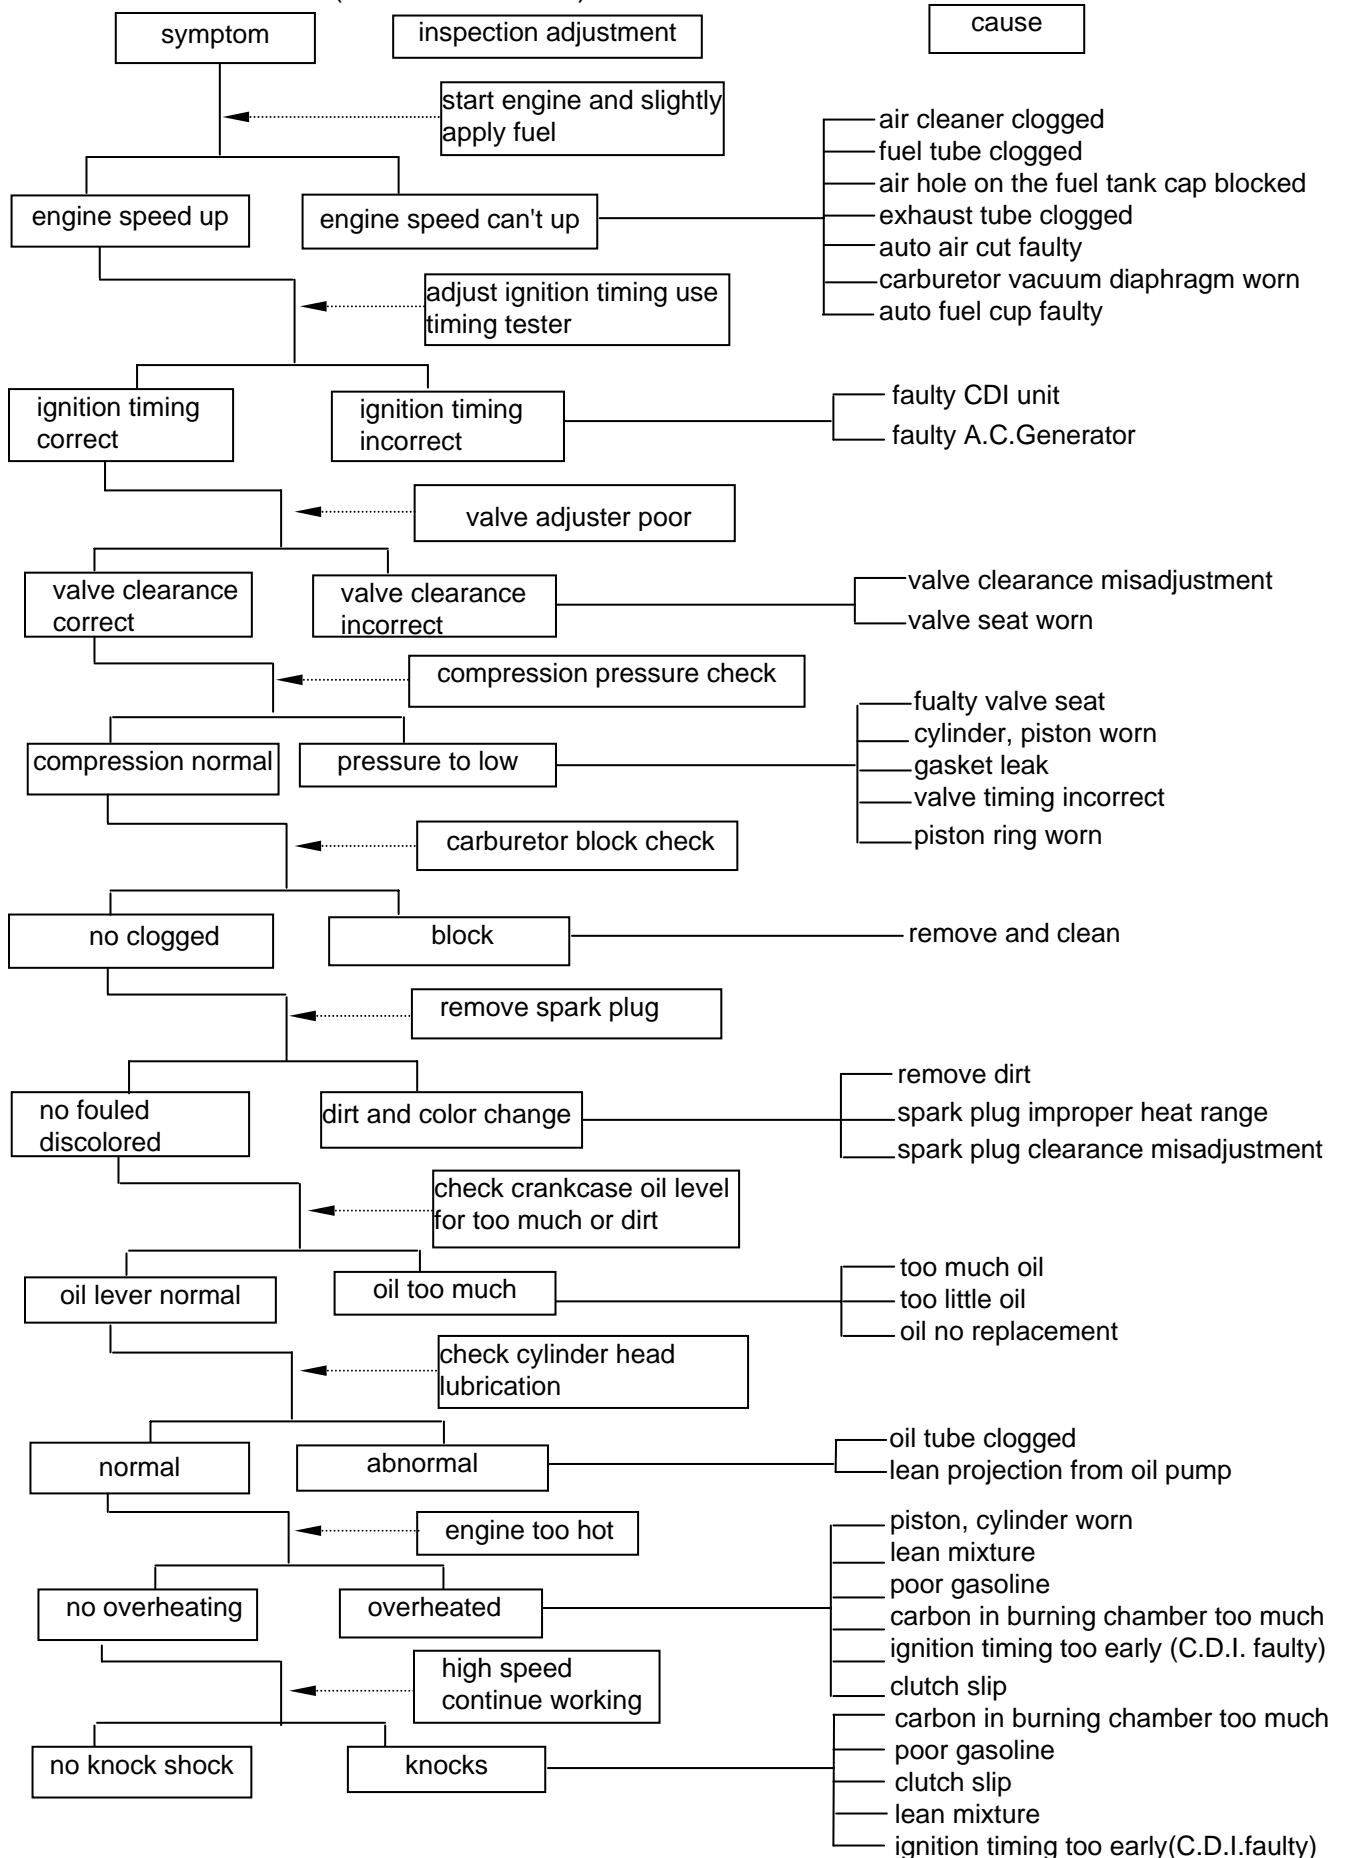 symptom
inspection adjustment
cause
start engine and slightly
apply fuel
air cleaner clogged
fuel tube clogged
air hole on the fuel tank cap blocked
exhaust tube clogged
auto air cut faulty
carburetor vacuum diaphragm worn
auto fuel cup faulty
engine speed up
engine speed can't up
adjust ignition timing use
timing tester
ignition timing
correct
ignition timing
incorrect
faulty CDI unit
faulty A.C.Generator
valve adjuster poor
valve clearance
correct
valve clearance
incorrect
valve clearance misadjustment
valve seat worn
compression pressure check
compression normal
pressure to low
fualty valve seat
cylinder, piston worn
gasket leak
valve timing incorrect
piston ring worn
carburetor block check
no clogged
block
remove and clean
remove spark plug
no fouled
discolored
dirt and color change
remove dirt
spark plug improper heat range
spark plug clearance misadjustment
check crankcase oil level
for too much or dirt
oil lever normal
oil too much
too much oil
too little oil
oil no replacement
check cylinder head
lubrication
normal
abnormal
oil tube clogged
lean projection from oil pump
engine too hot
no overheating
overheated
piston, cylinder worn
lean mixture
poor gasoline
carbon in burning chamber too much
ignition timing too early (C.D.I. faulty)
clutch slip
high speed
continue working
no knock shock
knocks
carbon in burning chamber too much
poor gasoline
clutch slip
lean mixture
ignition timing too early(C.D.I.faulty)